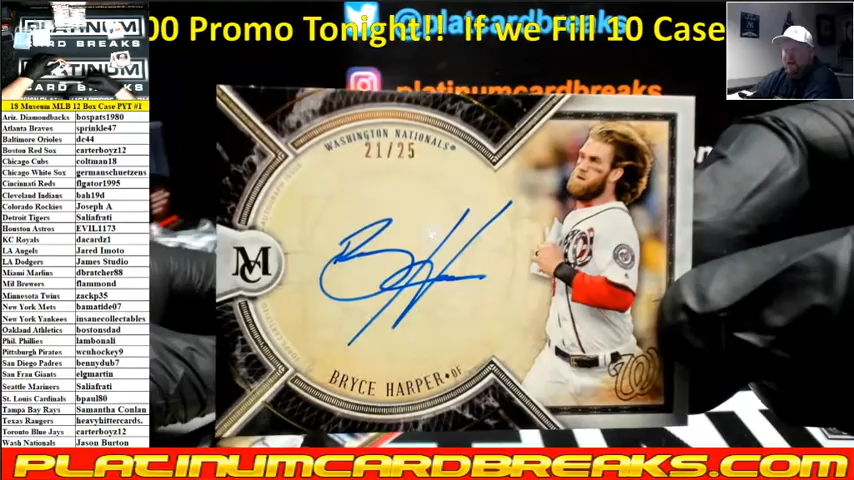 00 Promo Tonight!! If we Fill 10 Case
@platcardbreaks
platinumcardbreaks
PLATINUM
CARD BREAKS
18 Museum MLB 12 Box Case PYT #1
Ariz. Diamondbacks bospats1980
Atlanta Braves sprinkle47
Baltimore Orioles dc44
Boston Red Sox carterboyz12
Chicago Cubs coltman18
Chicago White Sox germanschnetzens
Cincinnati Reds flgator1995
Cleveland Indians bah19d
Colorado Rockies Joseph A
Detroit Tigers Saliafrati
Houston Astros EVIL1173
KC Royals dacardz1
LA Angels Jared Imoto
LA Dodgers James Studio
Miami Marlins dbratcher88
Mil Brewers flammond
Minnesota Twins zackp35
New York Mets bamatide07
New York Yankees insanecollectables
Oakland Athletics bostonsdad
Phil. Phillies lambonali
Pittsburgh Pirates wcuhockey9
San Diego Padres bennydub7
San Fran Giants elgmartin
Seattle Mariners Saliafrati
St. Louis Cardinals bpaul80
Tampa Bay Rays Samantha Conlan
Texas Rangers heavyhittercards.
Toronto Blue Jays carterboyz12
Wash Nationals Jason Burton
WASHINGTON NATIONALS
21/25
MC
BRYCE HARPER • OF
PLATINUMCARDBREAKS.COM